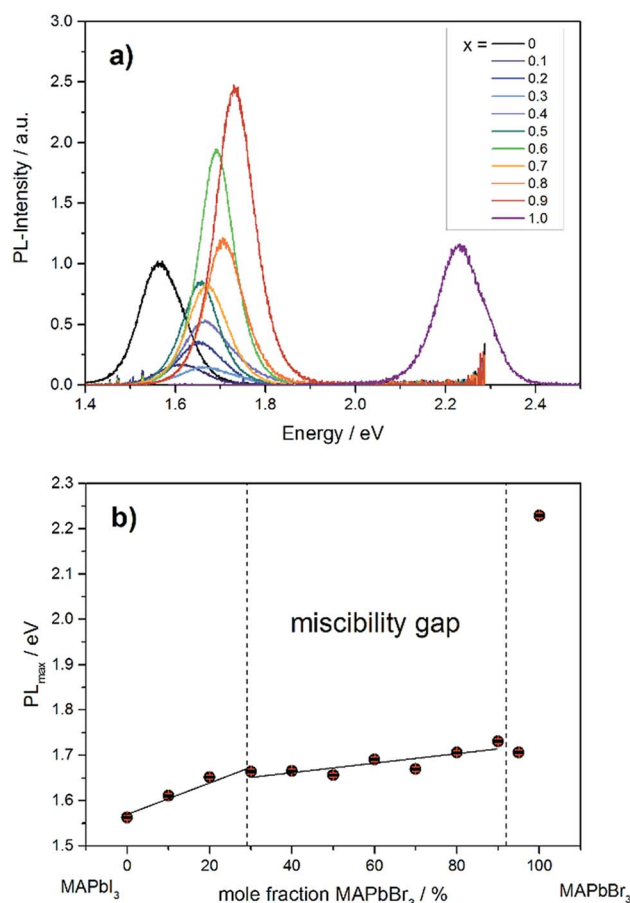 a)
3.0
2.5
2.0
1.5
1.0
0.5
0.0
PL-Intensity / a.u.
x =
0
0.1
0.2
0.3
0.4
0.5
0.6
0.7
0.8
0.9
1.0
1.4 1.6 1.8 2.0 2.2 2.4
Energy / eV
b)
2.3
2.2
2.1
2.0
1.9
1.8
1.7
1.6
1.5
PLmax / eV
miscibility gap
0 20 40 60 80 100
MAPbI3 mole fraction MAPbBr3 / % MAPbBr3